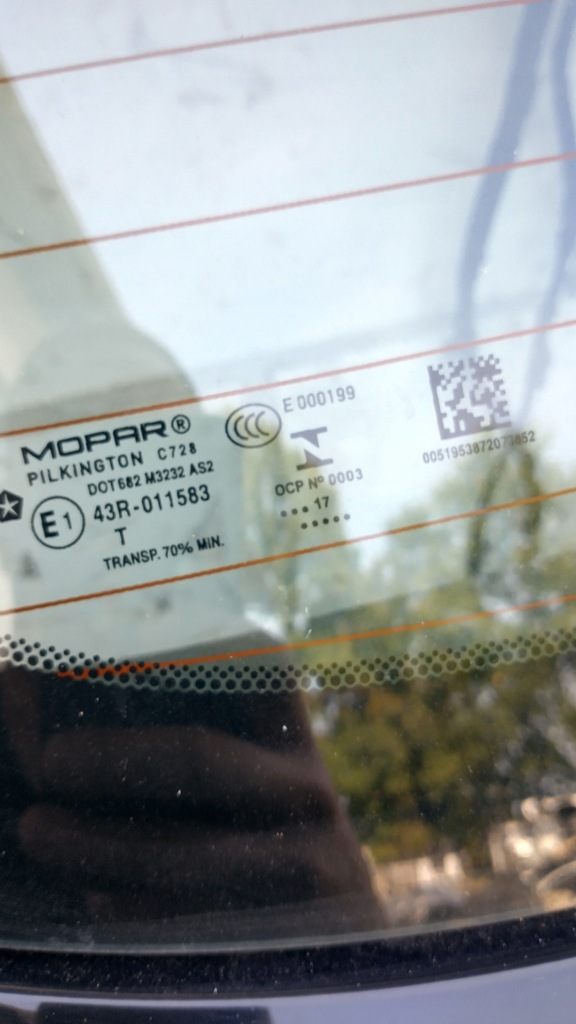 MOPAR®
PILKINGTON C728
DOT682 M3232 AS2
E1 43R-011583
T
TRANSP. 70% MIN.
CCC E 000199
OCP Nº 0003
.... 17
.....